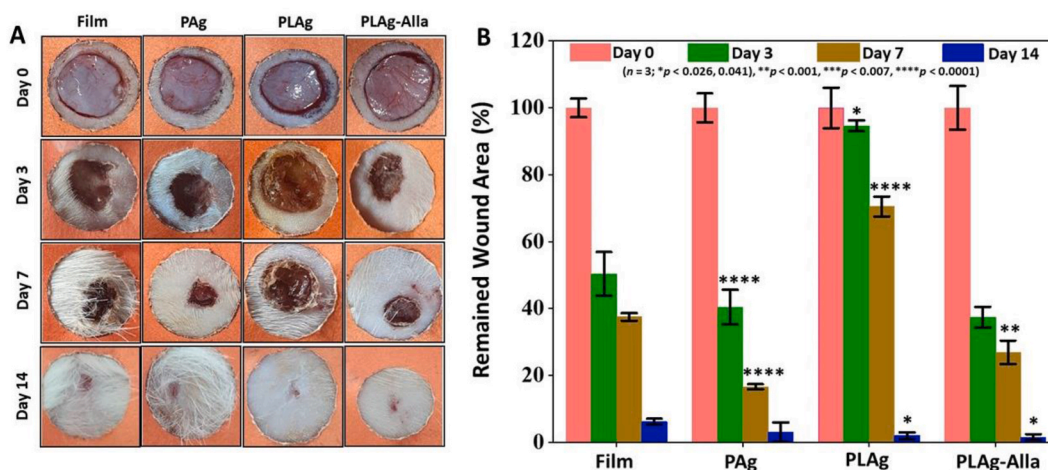 A
Film PAg PLAg PLAg-Alla
Day 0
Day 3
Day 7
Day 14
B
Remained Wound Area (%)
120
100
80
60
40
20
0
Day 0 Day 3 Day 7 Day 14
(n = 3; *p < 0.026, 0.041), **p < 0.001, ***p < 0.007, ****p < 0.0001)
* **** **** **** ** * *
Film PAg PLAg PLAg-Alla